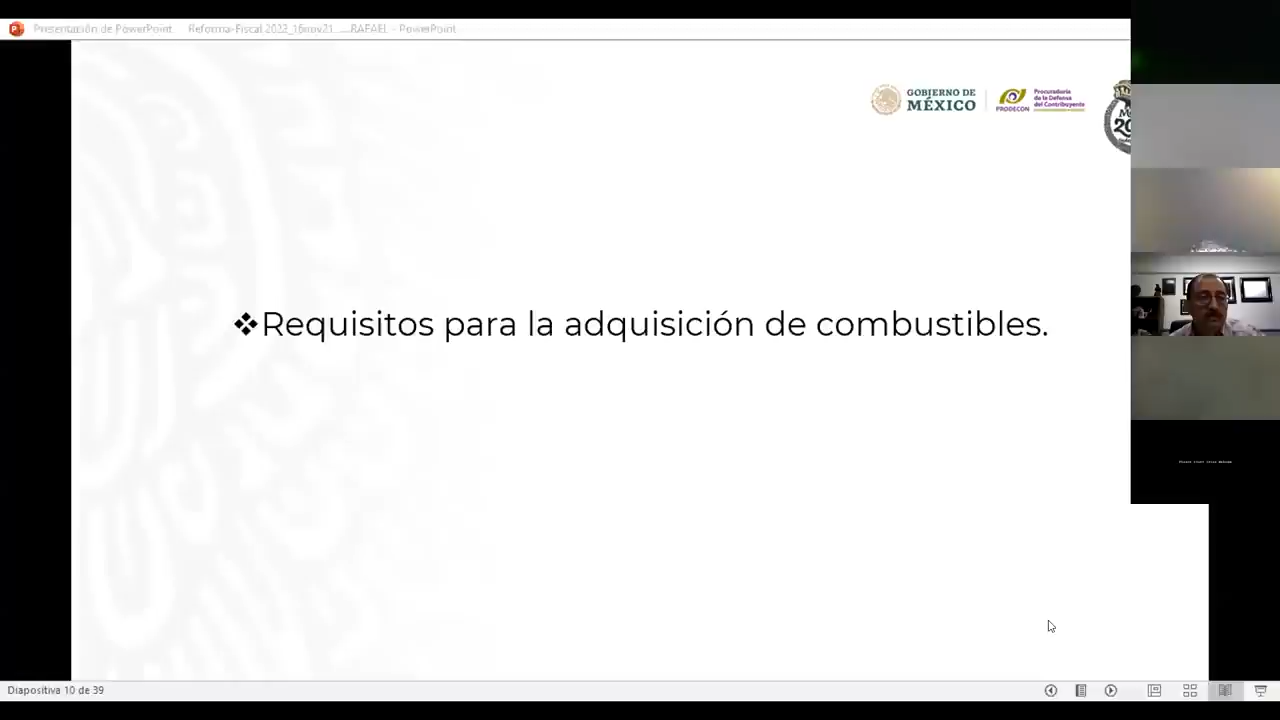 Presentación de PowerPoint
GOBIERNO DE
MÉXICO
PRODECON
Procuraduría
de la Defensa
del Contribuyente
❖Requisitos para la adquisición de combustibles.
Diapositiva 10 de 39